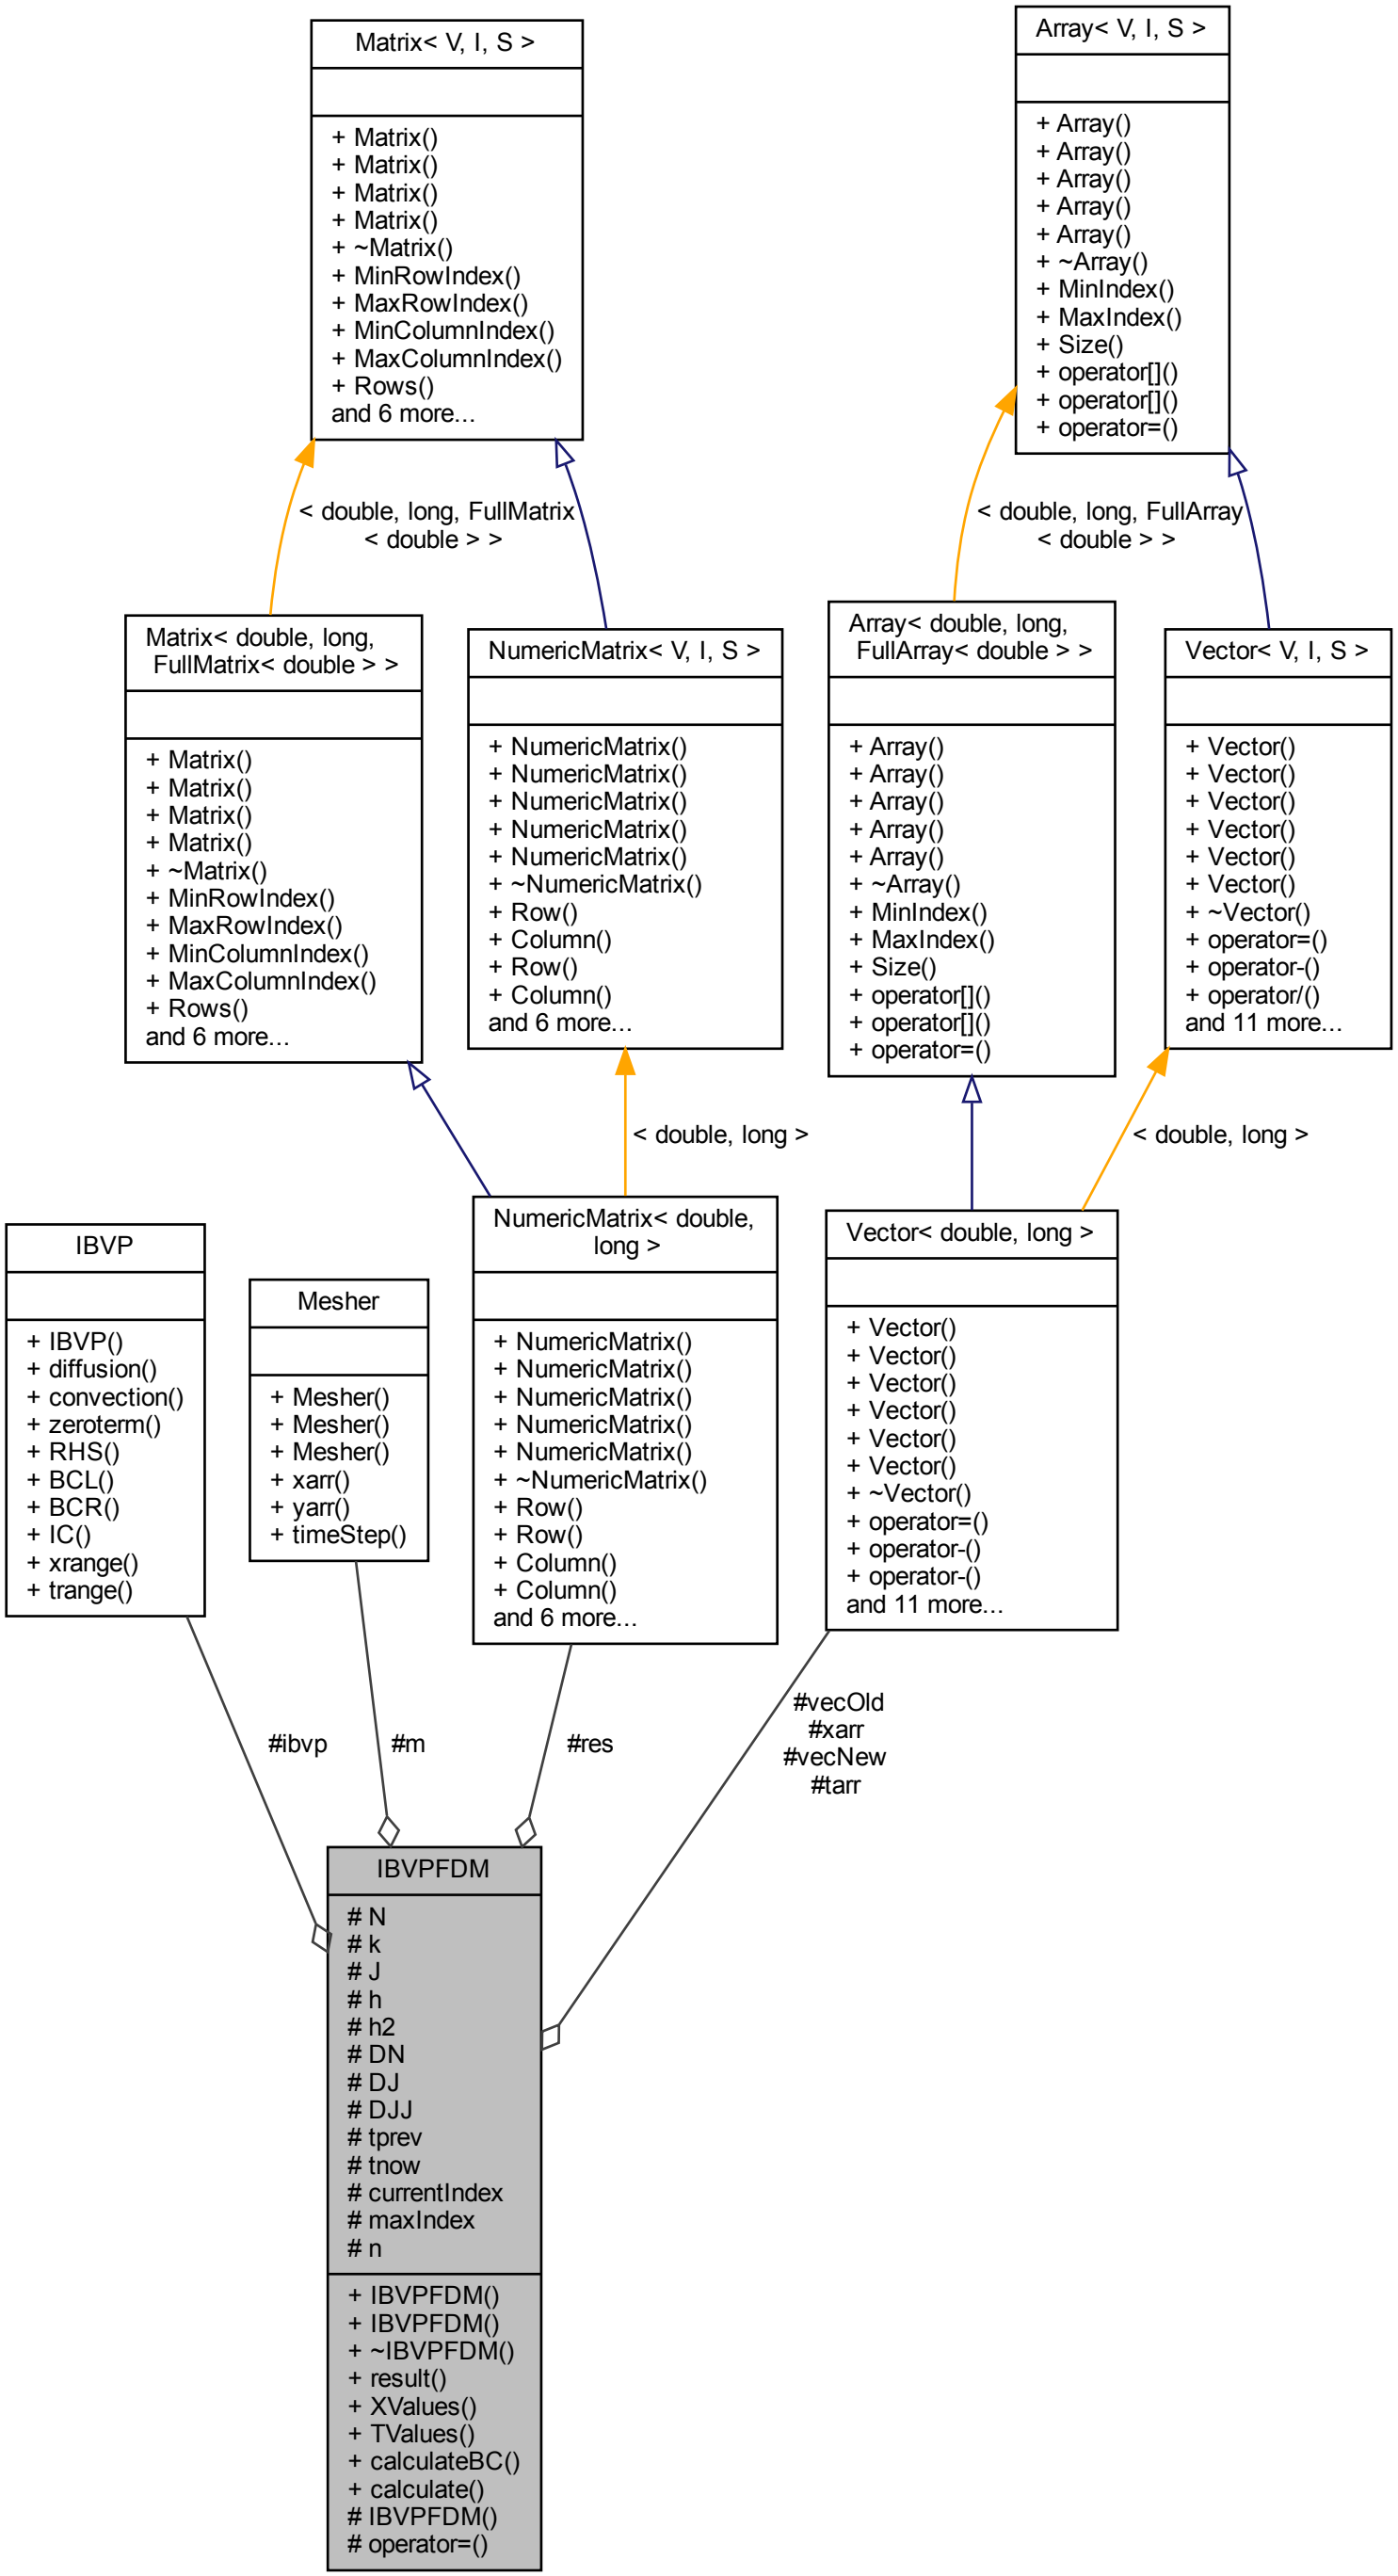 Matrix< V, I, S >
+ Matrix()
+ Matrix()
+ Matrix()
+ Matrix()
+ ~Matrix()
+ MinRowIndex()
+ MaxRowIndex()
+ MinColumnIndex()
+ MaxColumnIndex()
+ Rows()
and 6 more...
Array< V, I, S >
+ Array()
+ Array()
+ Array()
+ Array()
+ Array()
+ ~Array()
+ MinIndex()
+ MaxIndex()
+ Size()
+ operator[]()
+ operator[]()
+ operator=()
< double, long, FullMatrix
< double > >
< double, long, FullArray
< double > >
Matrix< double, long,
FullMatrix< double > >
+ Matrix()
+ Matrix()
+ Matrix()
+ Matrix()
+ ~Matrix()
+ MinRowIndex()
+ MaxRowIndex()
+ MinColumnIndex()
+ MaxColumnIndex()
+ Rows()
and 6 more...
NumericMatrix< V, I, S >
+ NumericMatrix()
+ NumericMatrix()
+ NumericMatrix()
+ NumericMatrix()
+ NumericMatrix()
+ ~NumericMatrix()
+ Row()
+ Column()
+ Row()
+ Column()
and 6 more...
Array< double, long,
FullArray< double > >
+ Array()
+ Array()
+ Array()
+ Array()
+ Array()
+ ~Array()
+ MinIndex()
+ MaxIndex()
+ Size()
+ operator[]()
+ operator[]()
+ operator=()
Vector< V, I, S >
+ Vector()
+ Vector()
+ Vector()
+ Vector()
+ Vector()
+ Vector()
+ ~Vector()
+ operator=()
+ operator-()
+ operator/()
and 11 more...
< double, long >
< double, long >
IBVP
+ IBVP()
+ diffusion()
+ convection()
+ zeroterm()
+ RHS()
+ BCL()
+ BCR()
+ IC()
+ xrange()
+ trange()
Mesher
+ Mesher()
+ Mesher()
+ Mesher()
+ xarr()
+ yarr()
+ timeStep()
NumericMatrix< double,
long >
+ NumericMatrix()
+ NumericMatrix()
+ NumericMatrix()
+ NumericMatrix()
+ NumericMatrix()
+ ~NumericMatrix()
+ Row()
+ Row()
+ Column()
+ Column()
and 6 more...
Vector< double, long >
+ Vector()
+ Vector()
+ Vector()
+ Vector()
+ Vector()
+ Vector()
+ ~Vector()
+ operator=()
+ operator-()
+ operator-()
and 11 more...
#ibvp
#m
#res
#vecOld
#xarr
#vecNew
#tarr
IBVPFDM
# N
# k
# J
# h
# h2
# DN
# DJ
# DJJ
# tprev
# tnow
# currentIndex
# maxIndex
# n
+ IBVPFDM()
+ IBVPFDM()
+ ~IBVPFDM()
+ result()
+ XValues()
+ TValues()
+ calculateBC()
+ calculate()
# IBVPFDM()
# operator=()